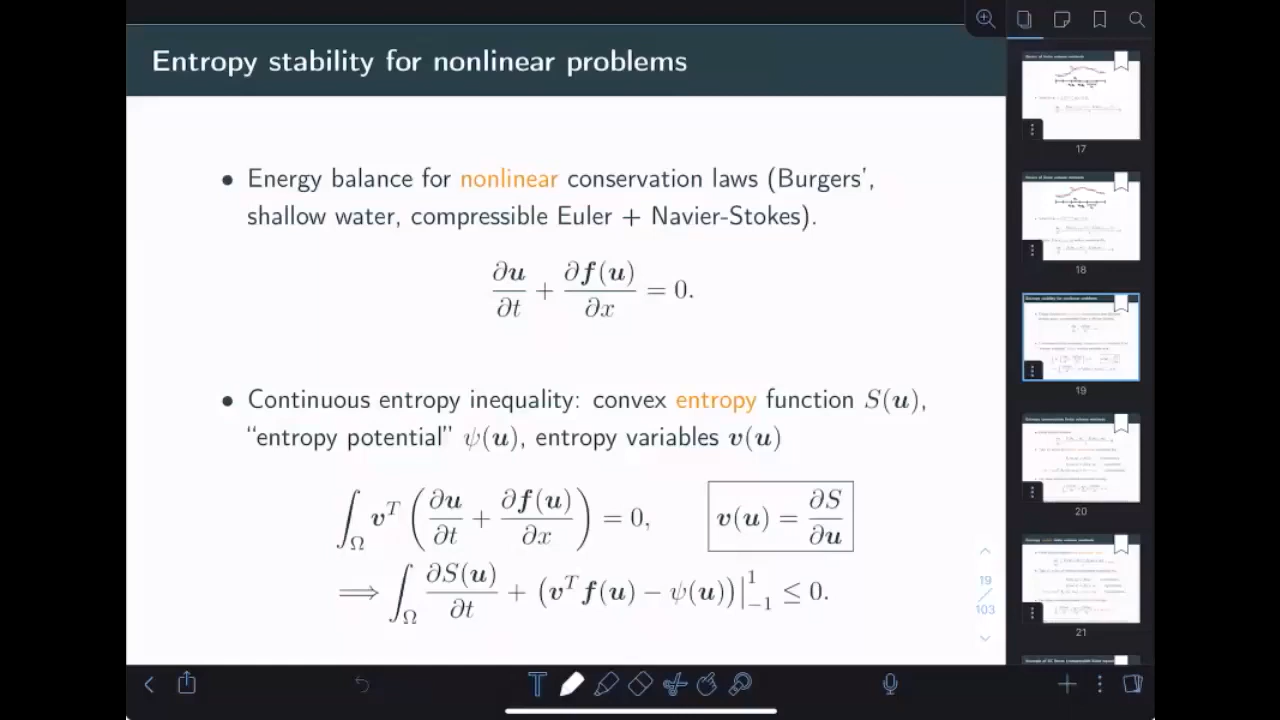 Entropy stability for nonlinear problems
• Energy balance for nonlinear conservation laws (Burgers',
shallow water, compressible Euler + Navier-Stokes).
∂u/∂t + ∂f(u)/∂x = 0.
• Continuous entropy inequality: convex entropy function S(u),
“entropy potential” ψ(u), entropy variables v(u)
∫_Ω v^T (∂u/∂t + ∂f(u)/∂x) = 0, v(u) = ∂S/∂u
⟹ ∫_Ω ∂S(u)/∂t + (v^T f(u) − ψ(u))|_{-1}^{1} ≤ 0.
19
103
17
18
19
20
21